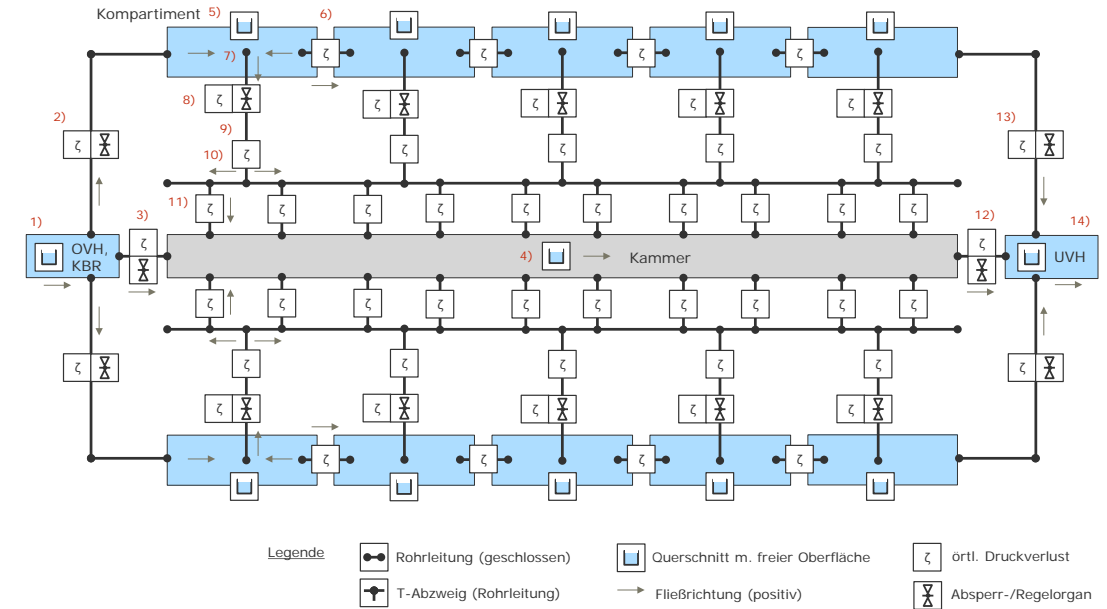 Kompartiment 5) 6)
7)
ζ ζ ζ ζ
8) ζ ζ ζ ζ ζ
2) 13)
ζ ζ
9)
10) ζ ζ ζ ζ ζ
11) ζ ζ ζ ζ ζ ζ ζ ζ ζ ζ
1) 3) 12) 14)
ζ ζ
OVH,
KBR
4) Kammer
UVH
ζ ζ ζ ζ ζ ζ ζ ζ ζ ζ
ζ ζ ζ ζ ζ
ζ ζ
ζ ζ ζ ζ ζ
ζ ζ ζ ζ
Legende
Rohrleitung (geschlossen)
Querschnitt m. freier Oberfläche
ζ örtl. Druckverlust
T-Abzweig (Rohrleitung)
Fließrichtung (positiv)
Absperr-/Regelorgan